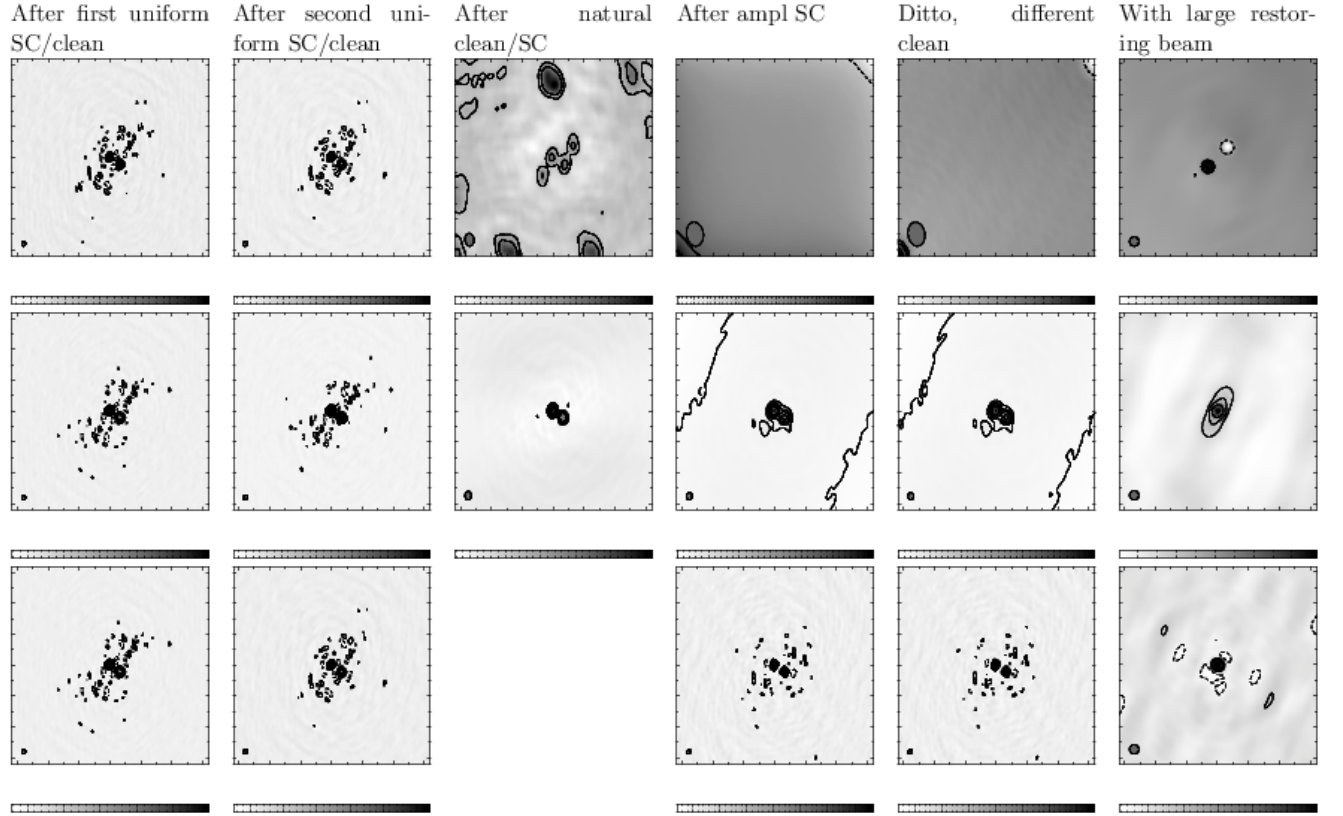 After first uniform
SC/clean
After second uni-
form SC/clean
After natural
clean/SC
After ampl SC
Ditto, different
clean
With large restor-
ing beam